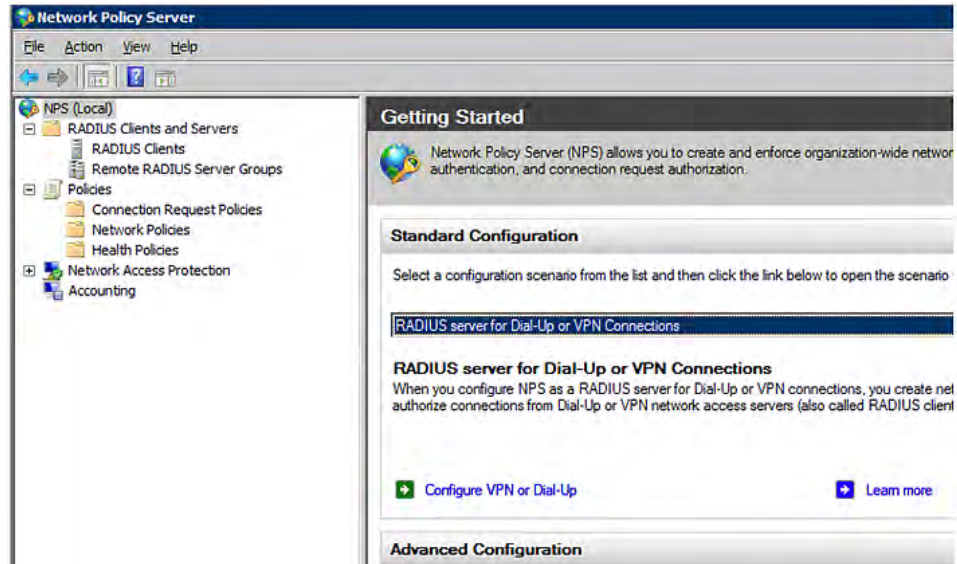 Network Policy Server
File Action View Help
NPS (Local)
RADIUS Clients and Servers
RADIUS Clients
Remote RADIUS Server Groups
Policies
Connection Request Policies
Network Policies
Health Policies
Network Access Protection
Accounting
Getting Started
Network Policy Server (NPS) allows you to create and enforce organization-wide networ
authentication, and connection request authorization.
Standard Configuration
Select a configuration scenario from the list and then click the link below to open the scenario
RADIUS server for Dial-Up or VPN Connections
RADIUS server for Dial-Up or VPN Connections
When you configure NPS as a RADIUS server for Dial-Up or VPN connections, you create net
authorize connections from Dial-Up or VPN network access servers (also called RADIUS client
Configure VPN or Dial-Up Learn more
Advanced Configuration